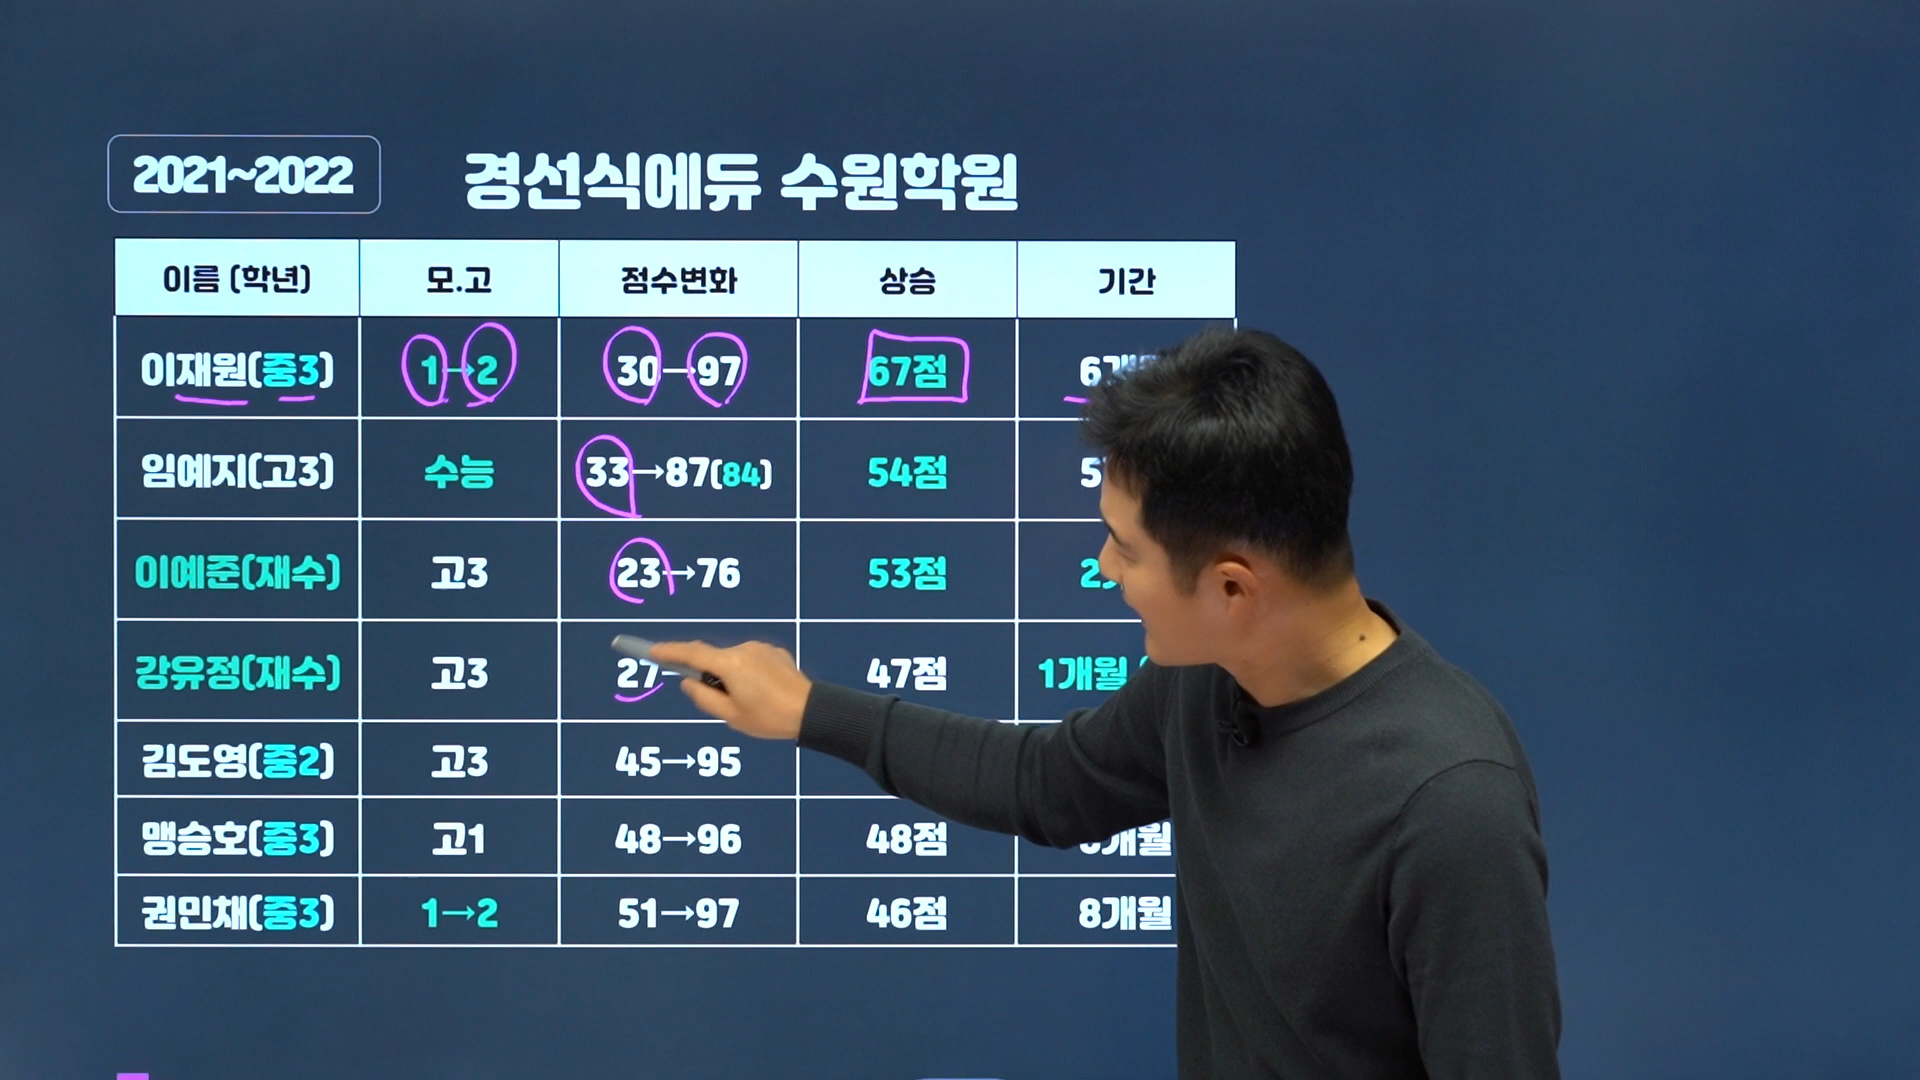 2021~2022 경선식에듀 수원학원
이름 (학년) 모.고 점수변화 상승 기간
이재원(중3) 1→2 30→97 67점
임예지(고3) 수능 33→87(84) 54점
이예준(재수) 고3 23→76 53점
강유정(재수) 고3 27 47점 1개월
김도영(중2) 고3 45→95
맹승호(중3) 고1 48→96 48점
권민채(중3) 1→2 51→97 46점 8개월